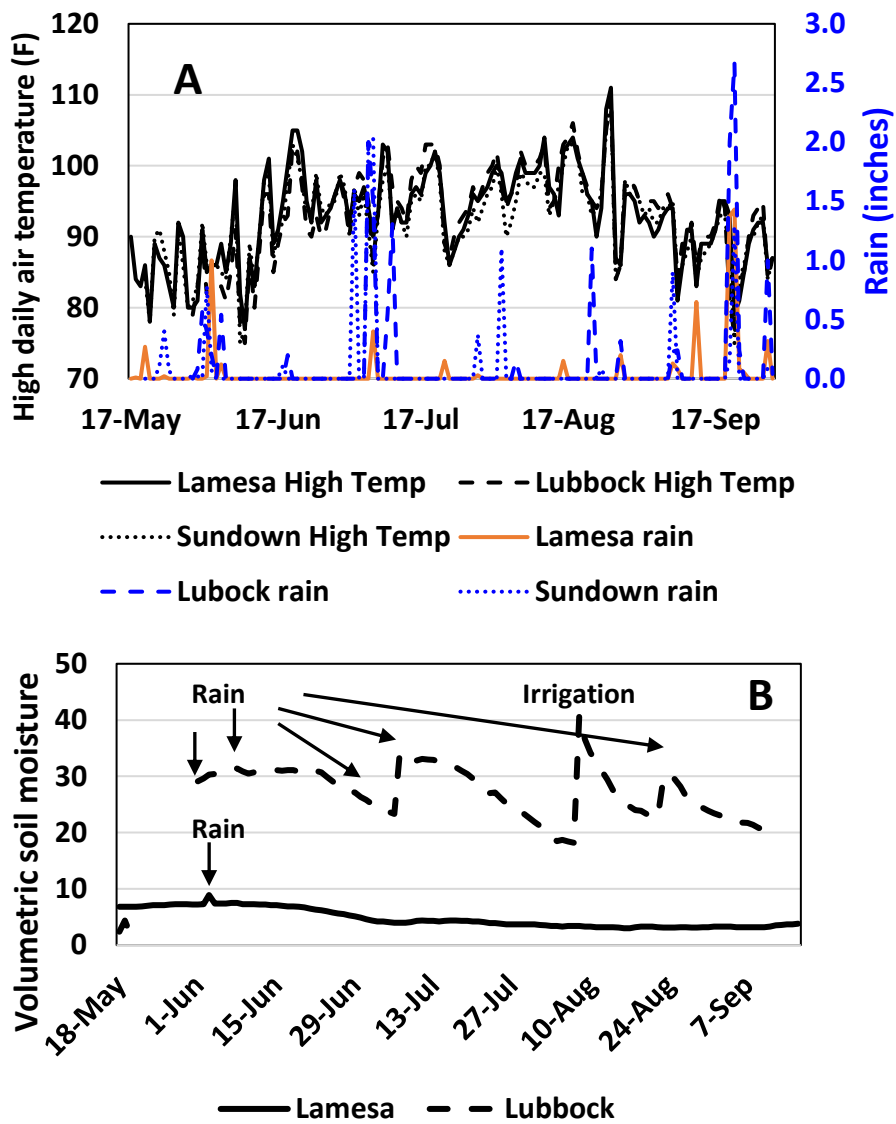 A
High daily air temperature (F)
120
110
100
90
80
70
3.0
2.5
2.0
1.5
1.0
0.5
0.0
Rain (inches)
17-May 17-Jun 17-Jul 17-Aug 17-Sep
Lamesa High Temp Lubbock High Temp
Sundown High Temp Lamesa rain
Lubock rain Sundown rain
B
Volumetric soil moisture
50
40
30
20
10
0
Rain Irrigation
Rain
18-May 1-Jun 15-Jun 29-Jun 13-Jul 27-Jul 10-Aug 24-Aug 7-Sep
Lamesa Lubbock